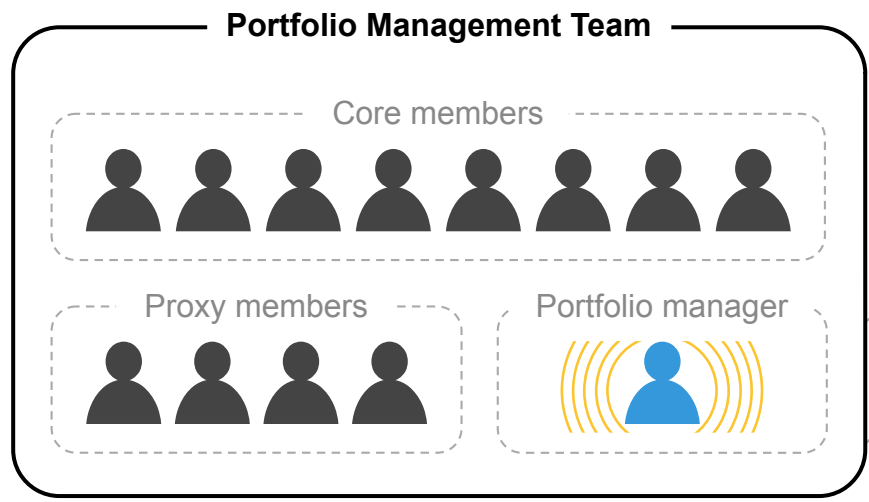 Portfolio Management Team
Core members
Proxy members
Portfolio manager